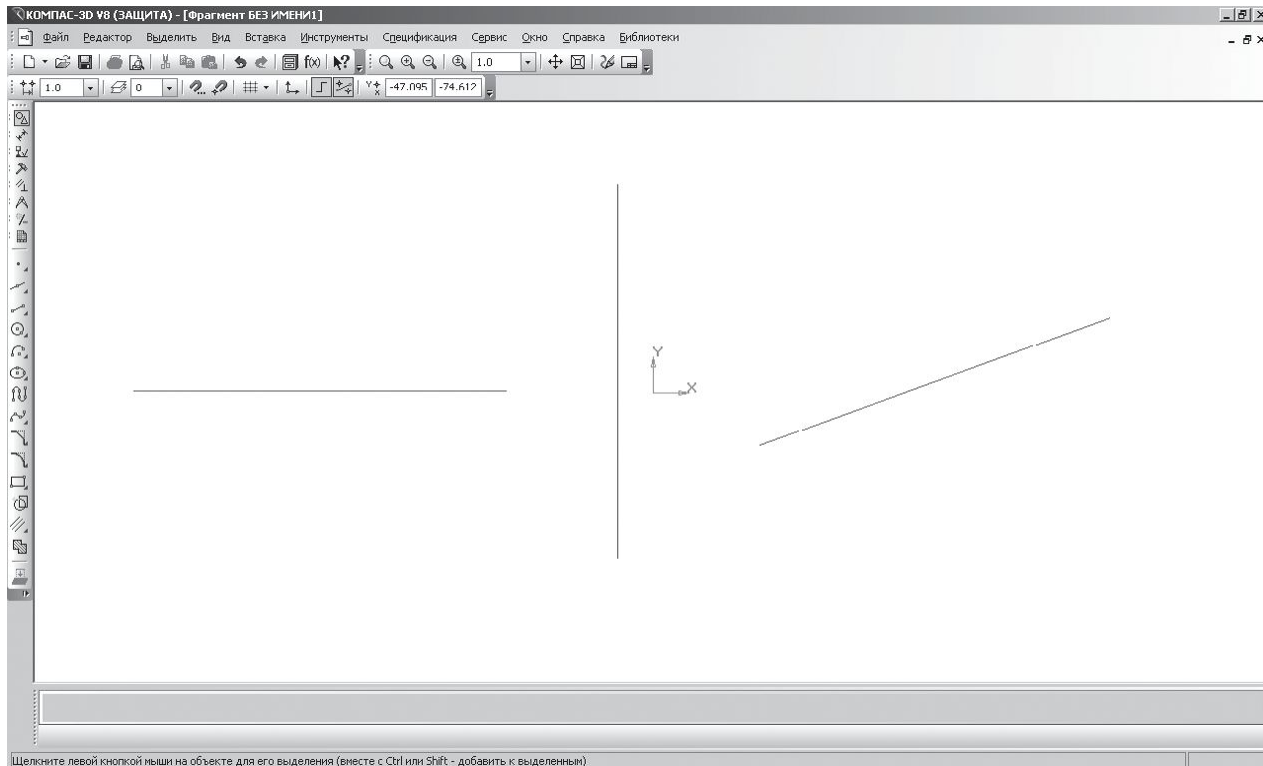 КОМПАС-3D V8 (ЗАЩИТА) - [Фрагмент БЕЗ ИМЕНИ1]
Файл Редактор Выделить Вид Вставка Инструменты Спецификация Сервис Окно Справка Библиотеки
f(x) 1.0
1.0 0 -47.095 -74.612
Y
X
Щелкните левой кнопкой мыши на объекте для его выделения (вместе с Ctrl или Shift - добавить к выделенным)